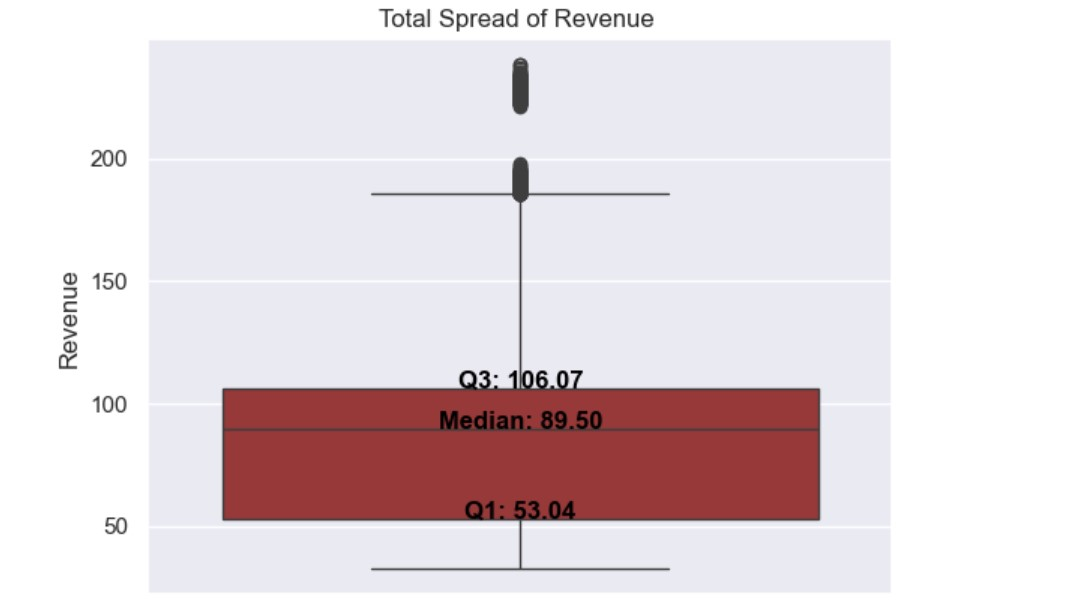 Total Spread of Revenue
200
150
100
50
Revenue
Q3: 106.07
Median: 89.50
Q1: 53.04